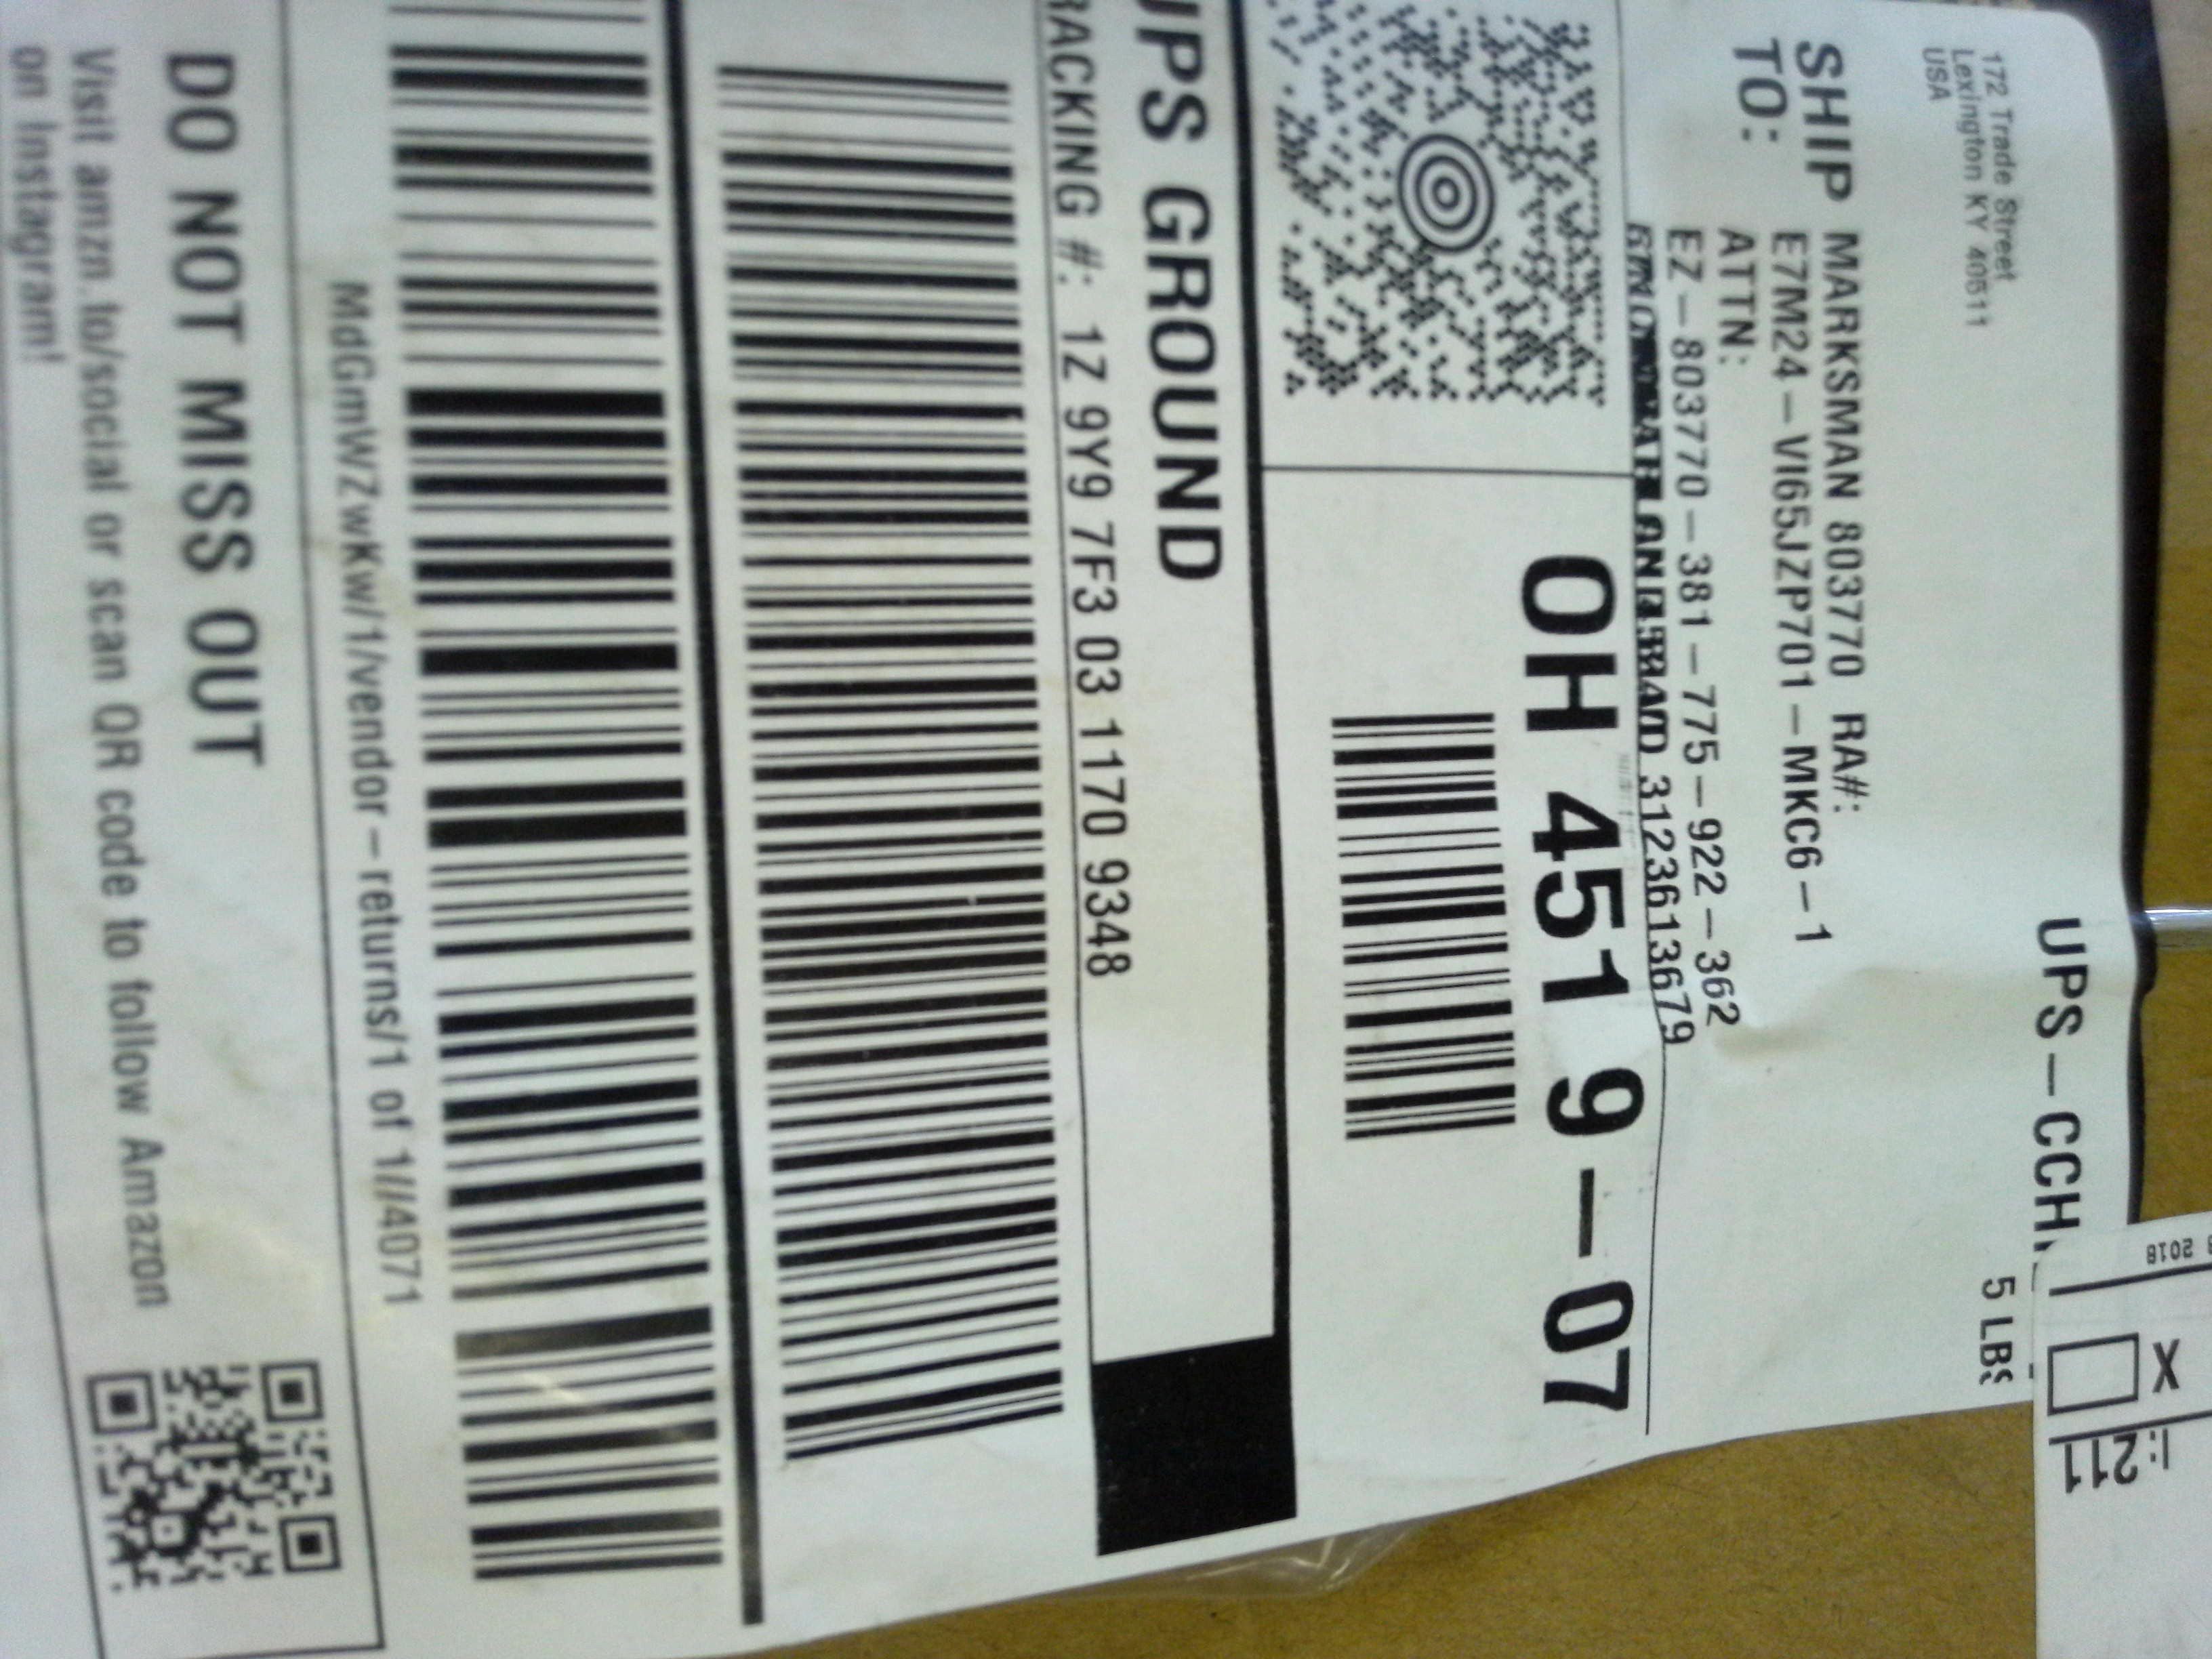 172 Trade Street
Lexington KY 40511
USA
UPS-CCH
5 LBS
SHIP
TO:
MARKSMAN 803770 RA#:
E7M24-VI65JZP701-MKC6-1
ATTN:
EZ-803770-381-775-922-362
3123613679
OH 451 9-07
UPS GROUND
TRACKING #: 1Z 9Y9 7F3 03 1170 9348
MdGmWZwKw/1/vendor-returns/1 of 1///4071
DO NOT MISS OUT
Visit amzn.to/social or scan QR code to follow Amazon
on Instagram!
2018
X
211